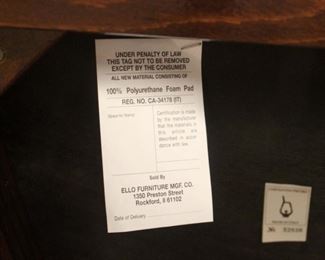 UNDER PENALTY OF LAW
THIS TAG NOT TO BE REMOVED
EXCEPT BY THE CONSUMER
ALL NEW MATERIAL CONSISTING OF
100% Polyurethane Foam Pad
REG. NO. CA-34178 (IT)
Certification is made
by the manufacturer
that the materials in
this article are
described in accor-
dance with law.
Sold By
ELLO FURNITURE MGF. CO.
1350 Preston Street
Rockford, Il 61102
Date of Delivery